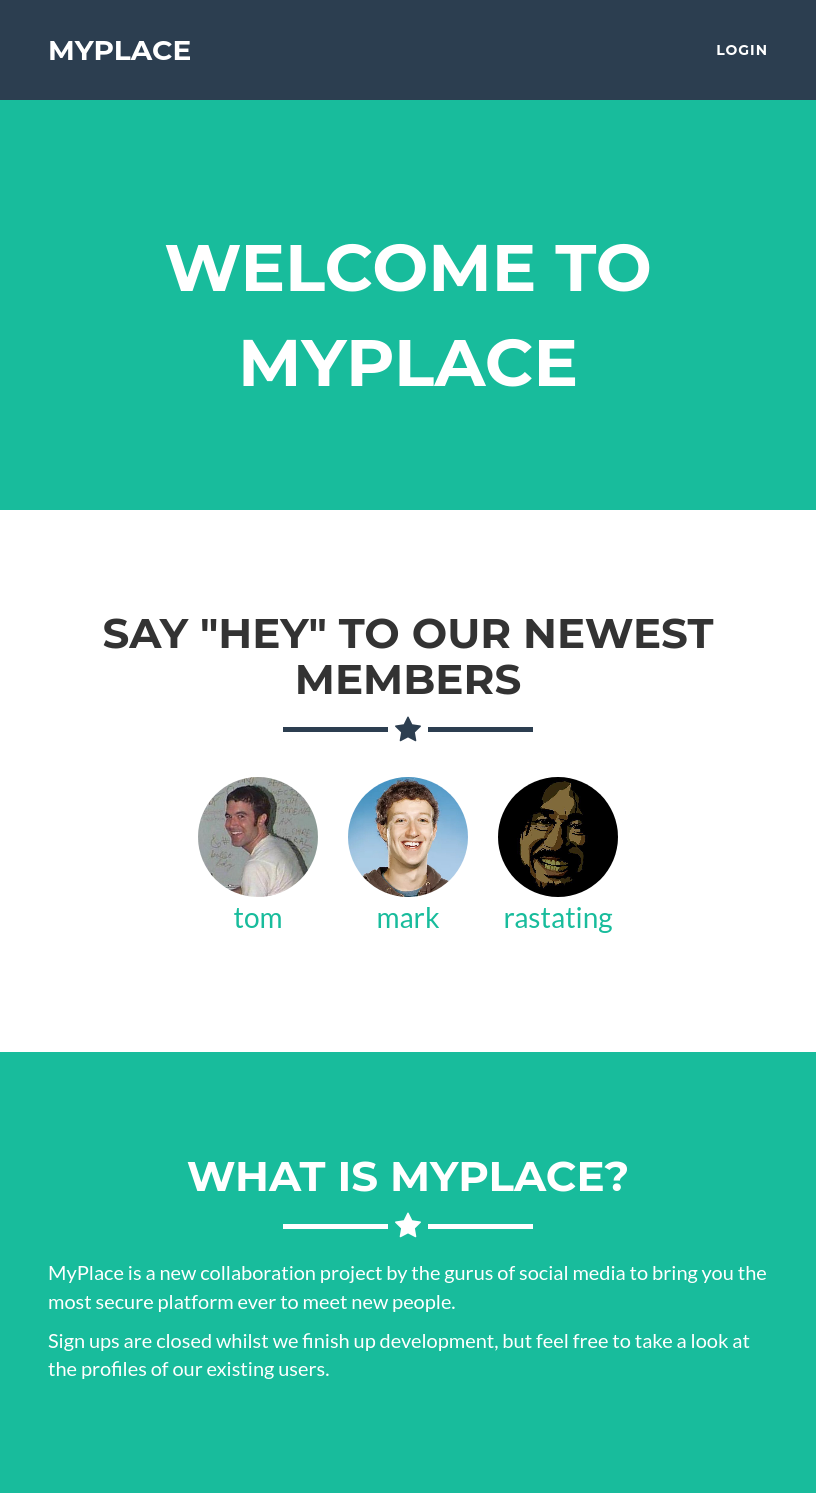 MYPLACE
LOGIN
WELCOME TO
MYPLACE
SAY "HEY" TO OUR NEWEST
MEMBERS
tom
mark
rastating
WHAT IS MYPLACE?
MyPlace is a new collaboration project by the gurus of social media to bring you the
most secure platform ever to meet new people.
Sign ups are closed whilst we finish up development, but feel free to take a look at
the profiles of our existing users.